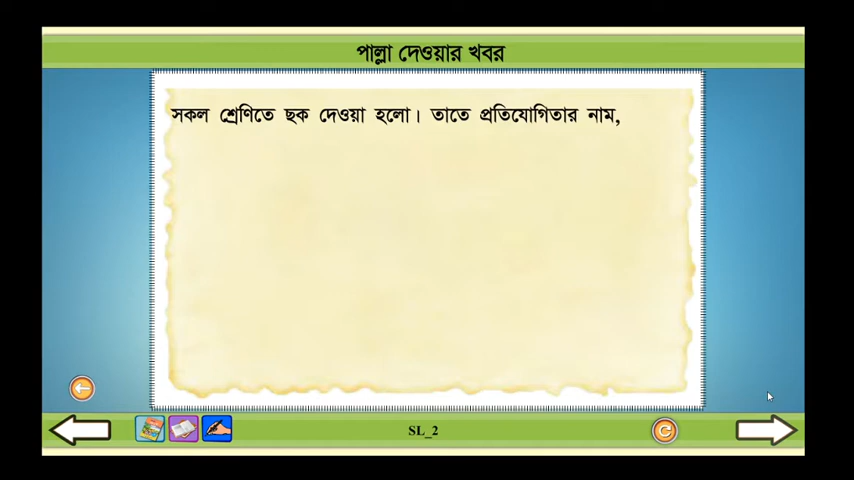 পাল্লা দেওয়ার খবর
সকল শ্রেণিতে ছক দেওয়া হলো। তাতে প্রতিযোগিতার নাম,
SL_2